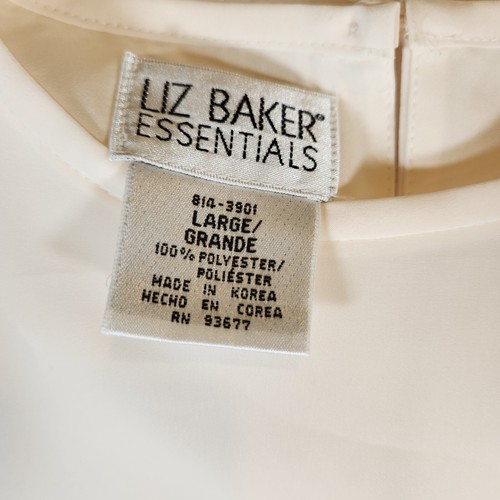 LIZ BAKER®
ESSENTIALS
814-3901
LARGE/
GRANDE
100% POLYESTER/
POLIÉSTER
MADE IN KOREA
HECHO EN COREA
RN 93677